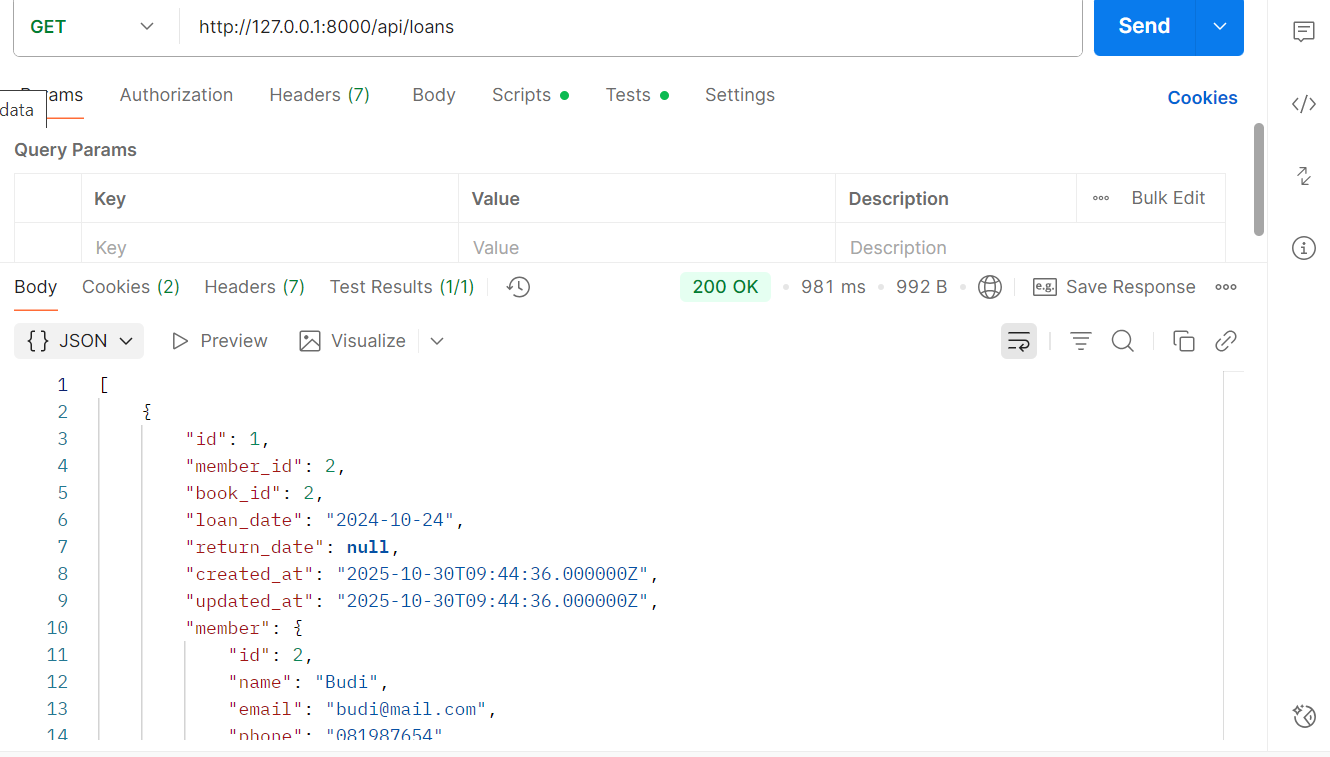 GET http://127.0.0.1:8000/api/loans Send
Params Authorization Headers (7) Body Scripts Tests Settings Cookies
data
Query Params
Key Value Description Bulk Edit
Key Value Description
Body Cookies (2) Headers (7) Test Results (1/1) 200 OK 981 ms 992 B e.g. Save Response
{} JSON Preview Visualize
1 [
2 {
3 "id": 1,
4 "member_id": 2,
5 "book_id": 2,
6 "loan_date": "2024-10-24",
7 "return_date": null,
8 "created_at": "2025-10-30T09:44:36.000000Z",
9 "updated_at": "2025-10-30T09:44:36.000000Z",
10 "member": {
11 "id": 2,
12 "name": "Budi",
13 "email": "budi@mail.com",
14 "phone": "081987654"